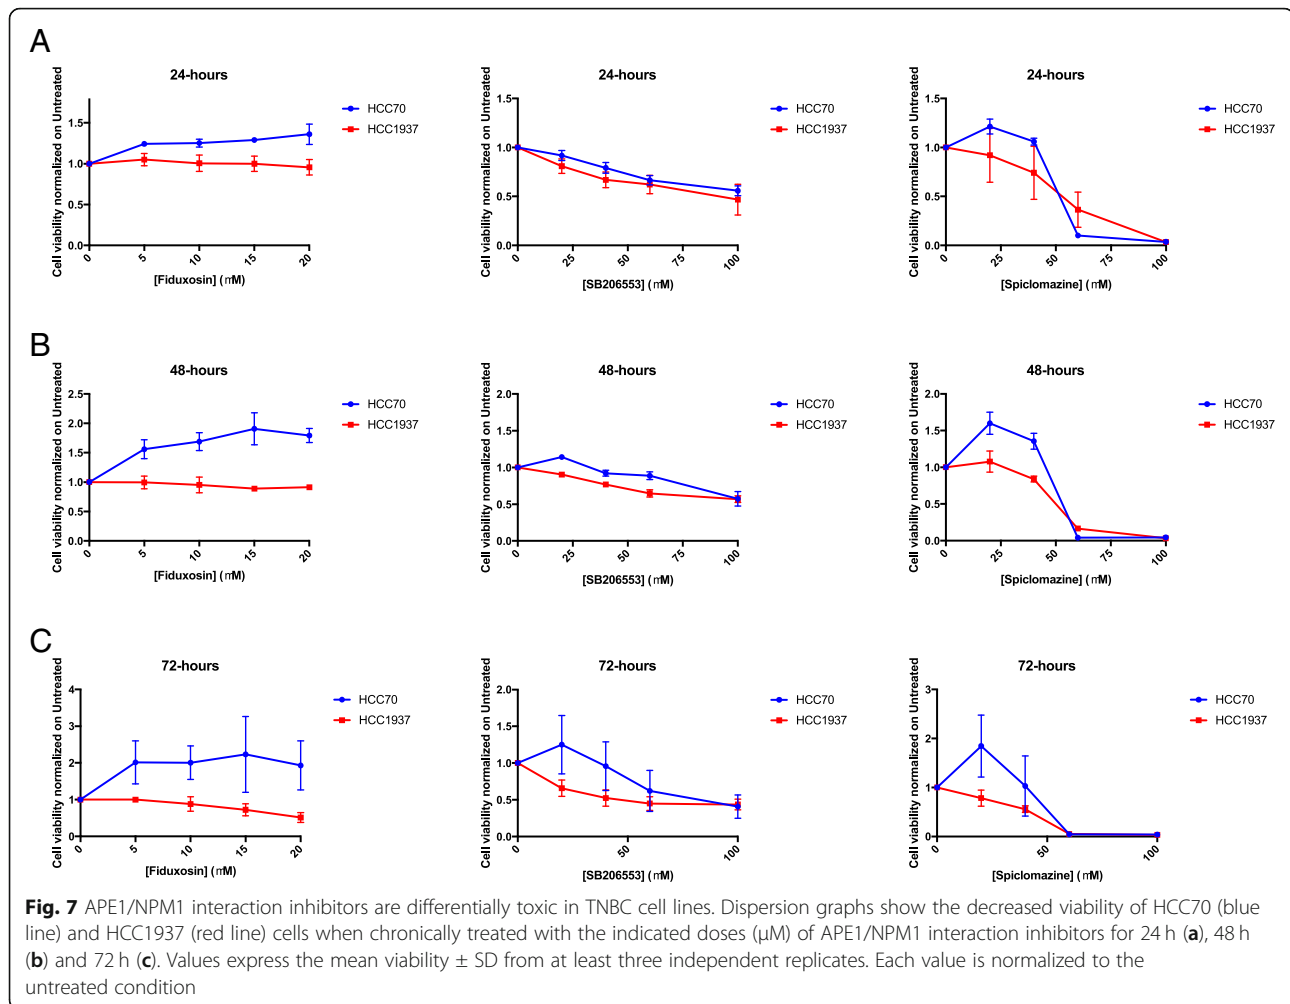 A
24-hours
Cell viability normalized on Untreated
1.5
1.0
0.5
0.0
0
5
10
15
20
[Fiduxosin] (mM)
HCC70
HCC1937
24-hours
Cell viability normalized on Untreated
1.5
1.0
0.5
0.0
0
25
50
75
100
[SB206553] (mM)
HCC70
HCC1937
24-hours
Cell viability normalized on Untreated
1.5
1.0
0.5
0.0
0
25
50
75
100
[Spiclomazine] (mM)
HCC70
HCC1937
B
48-hours
Cell viability normalized on Untreated
2.5
2.0
1.5
1.0
0.5
0.0
0
5
10
15
20
[Fiduxosin] (mM)
HCC70
HCC1937
48-hours
Cell viability normalized on Untreated
2.0
1.5
1.0
0.5
0.0
0
25
50
75
100
[SB206553] (mM)
HCC70
HCC1937
48-hours
Cell viability normalized on Untreated
2.0
1.5
1.0
0.5
0.0
0
25
50
75
100
[Spiclomazine] (mM)
HCC70
HCC1937
C
72-hours
Cell viability normalized on Untreated
4
3
2
1
0
0
5
10
15
20
[Fiduxosin] (mM)
HCC70
HCC1937
72-hours
Cell viability normalized on Untreated
2.0
1.5
1.0
0.5
0.0
0
50
100
[SB206553] (mM)
HCC70
HCC1937
72-hours
Cell viability normalized on Untreated
3
2
1
0
0
50
100
[Spiclomazine] (mM)
HCC70
HCC1937
Fig. 7 APE1/NPM1 interaction inhibitors are differentially toxic in TNBC cell lines. Dispersion graphs show the decreased viability of HCC70 (blue
line) and HCC1937 (red line) cells when chronically treated with the indicated doses (μM) of APE1/NPM1 interaction inhibitors for 24 h (a), 48 h
(b) and 72 h (c). Values express the mean viability ± SD from at least three independent replicates. Each value is normalized to the
untreated condition